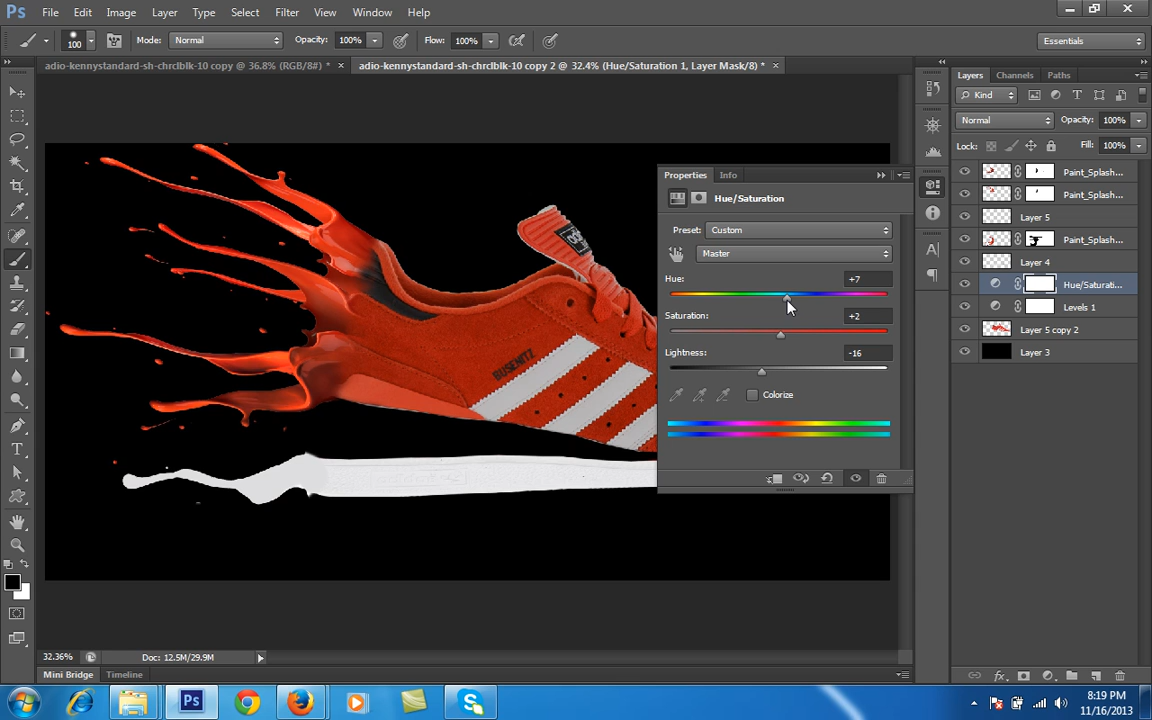 Ps File Edit Image Layer Type Select Filter View Window Help
100 Mode: Normal Opacity: 100% Flow: 100% Essentials
adio-kennystandard-sh-chrclblk-10 copy @ 36.8% (RGB/8#) * × adio-kennystandard-sh-chrclblk-10 copy 2 @ 32.4% (Hue/Saturation 1, Layer Mask/8) * ×
Layers Channels Paths
Kind
Normal Opacity: 100%
Lock: Fill: 100%
Paint_Splash...
Paint_Splash...
Layer 5
Paint_Splash...
Layer 4
Hue/Saturati...
Levels 1
Layer 5 copy 2
Layer 3
Properties Info
Hue/Saturation
Preset: Custom
Master
Hue: +7
Saturation: +2
Lightness: -16
Colorize
BUSENITZ
32.36% Doc: 12.5M/29.9M
Mini Bridge Timeline
Ps
8:19 PM
11/16/2013